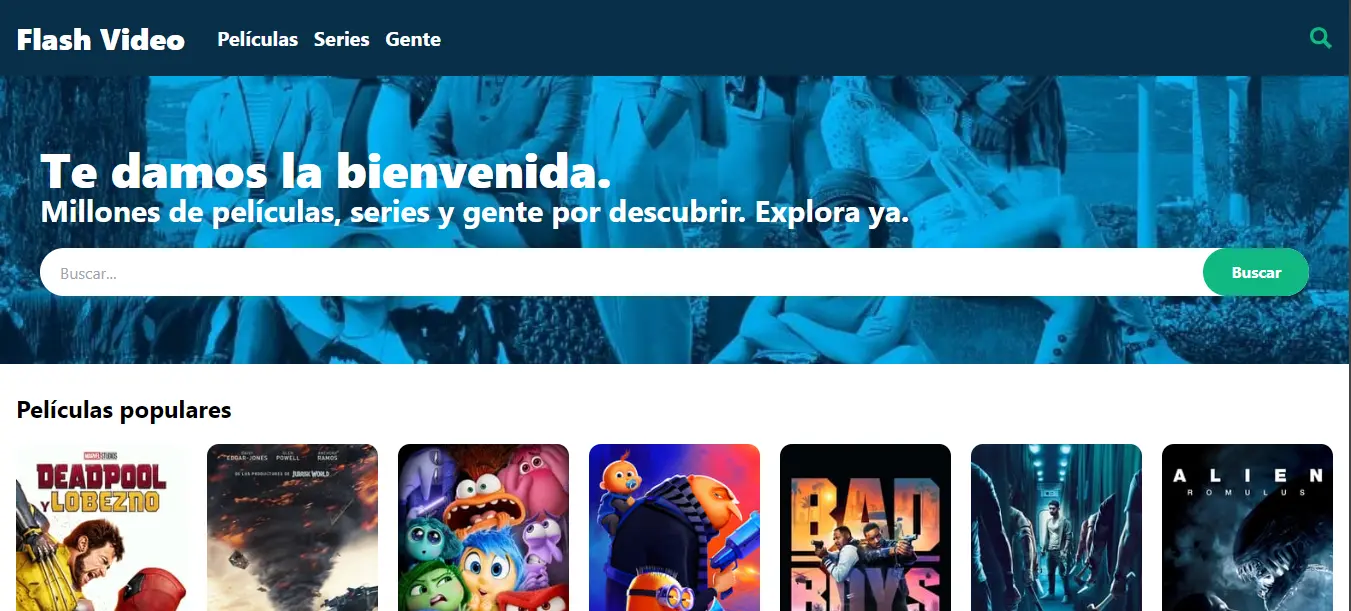 Flash Video
Películas Series Gente
Te damos la bienvenida.
Millones de películas, series y gente por descubrir. Explora ya.
Buscar...
Buscar
Películas populares
MARVEL STUDIOS
DEADPOOL
Y LOBEZNO
EDGAR-JONES POWELL RAMOS
DE LOS PRODUCTORES DE JURASSIC WORLD
BAD
BOYS
ALIEN
ROMULUS